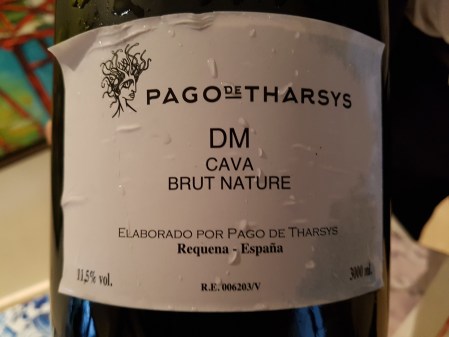 PAGO DE THARSYS
DM
CAVA
BRUT NATURE
ELABORADO POR PAGO DE THARSYS
Requena - España
11,5% vol. 3000 ml.
R.E. 006203/V